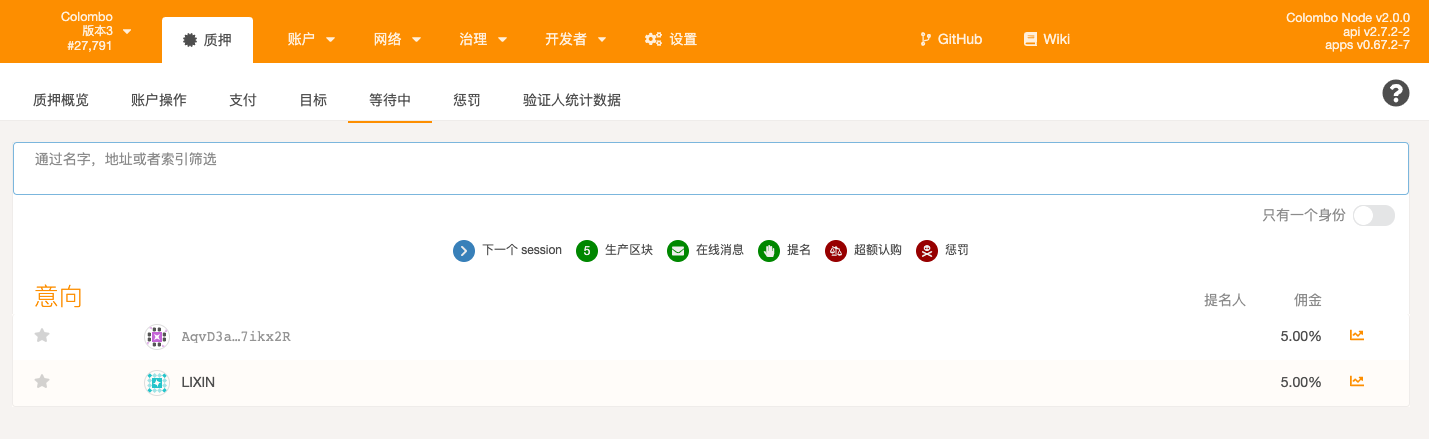 Colombo
版本3
#27,791
质押
账户
网络
治理
开发者
设置
GitHub
Wiki
Colombo Node v2.0.0
api v2.7.2-2
apps v0.67.2-7
质押概览
账户操作
支付
目标
等待中
惩罚
验证人统计数据
?
通过名字，地址或者索引筛选
只有一个身份
下一个 session
5
生产区块
在线消息
提名
超额认购
惩罚
意向
提名人
佣金
AqvD3a…7ikx2R
5.00%
LIXIN
5.00%